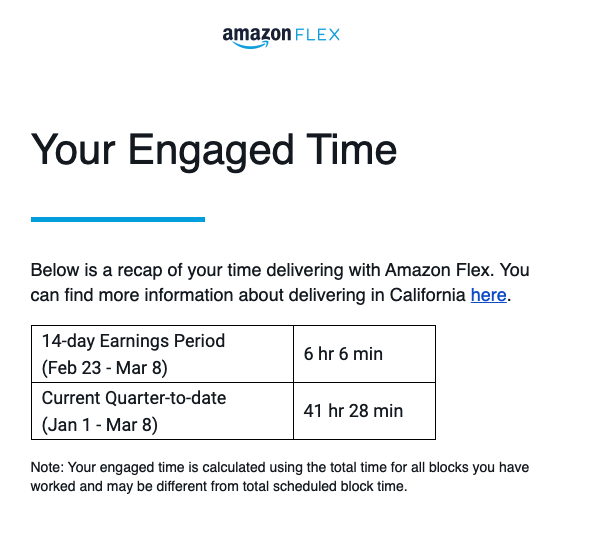 amazon FLEX
Your Engaged Time
Below is a recap of your time delivering with Amazon Flex. You
can find more information about delivering in California here.
14-day Earnings Period
(Feb 23 - Mar 8)
6 hr 6 min
Current Quarter-to-date
(Jan 1 - Mar 8)
41 hr 28 min
Note: Your engaged time is calculated using the total time for all blocks you have
worked and may be different from total scheduled block time.